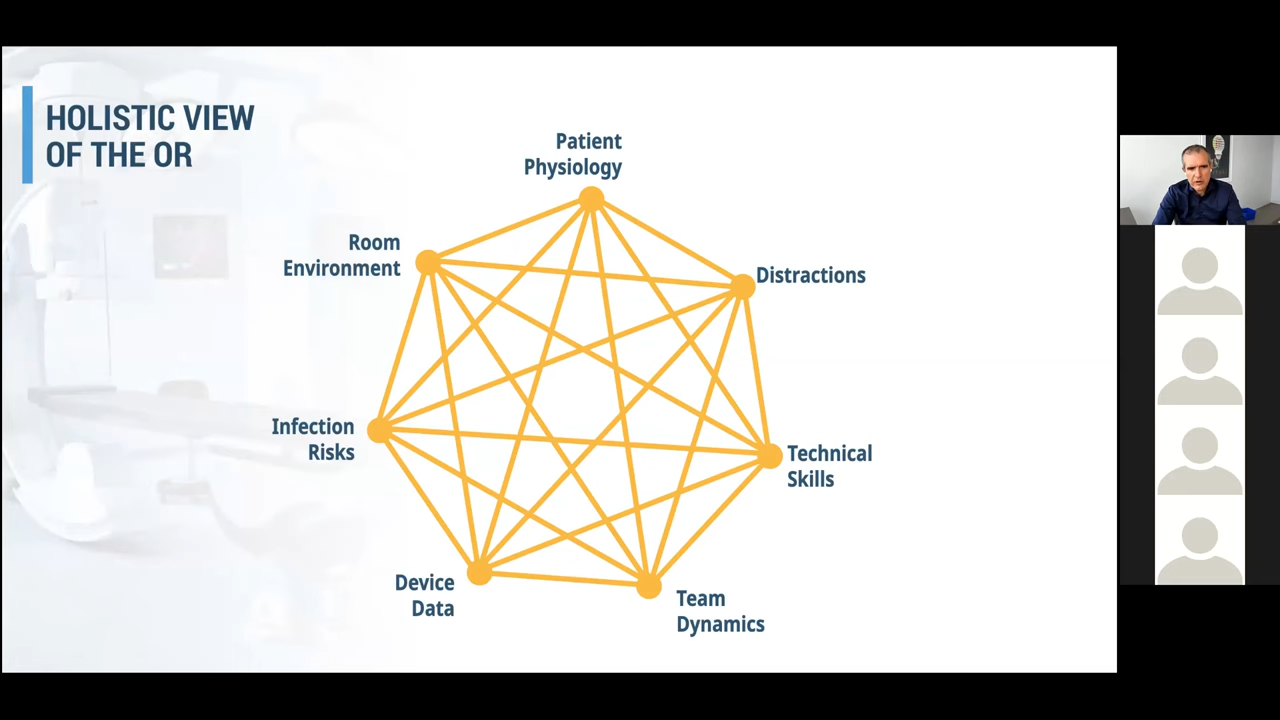 HOLISTIC VIEW
OF THE OR
Patient
Physiology
Room
Environment
Distractions
Infection
Risks
Technical
Skills
Device
Data
Team
Dynamics